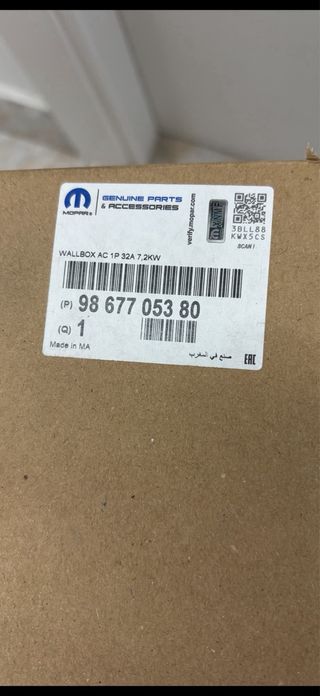 MOPAR®
GENUINE PARTS
& ACCESSORIES
verify.mopar.com
3BLL88
KWX5CS
SCAN !
WALLBOX AC 1P 32A 7,2KW
(P) 98 677 053 80
(Q) 1
Made in MA
صنع في المغرب
EAC